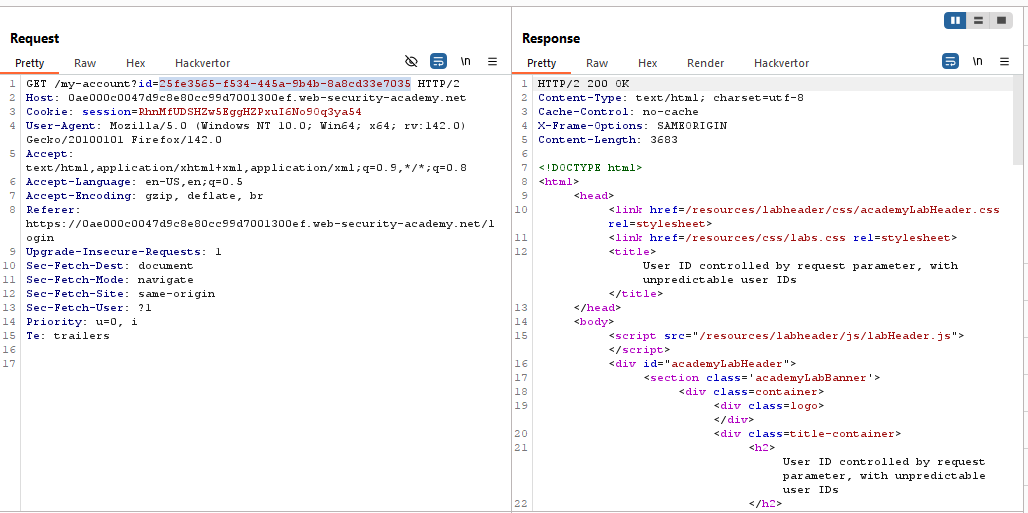 Request
Pretty Raw Hex Hackvertor \n
1 GET /my-account?id=25fe3565-f534-445a-9b4b-8a8cd33e7035 HTTP/2
2 Host: 0ae000c0047d9c8e80cc99d7001300ef.web-security-academy.net
3 Cookie: session=RhnMfUDSHZw5EggHZPxuI6No90q3ya54
4 User-Agent: Mozilla/5.0 (Windows NT 10.0; Win64; x64; rv:142.0)
Gecko/20100101 Firefox/142.0
5 Accept:
text/html,application/xhtml+xml,application/xml;q=0.9,*/*;q=0.8
6 Accept-Language: en-US,en;q=0.5
7 Accept-Encoding: gzip, deflate, br
8 Referer:
https://0ae000c0047d9c8e80cc99d7001300ef.web-security-academy.net/l
ogin
9 Upgrade-Insecure-Requests: 1
10 Sec-Fetch-Dest: document
11 Sec-Fetch-Mode: navigate
12 Sec-Fetch-Site: same-origin
13 Sec-Fetch-User: ?1
14 Priority: u=0, i
15 Te: trailers
16
17
Response
Pretty Raw Hex Render Hackvertor \n
1 HTTP/2 200 OK
2 Content-Type: text/html; charset=utf-8
3 Cache-Control: no-cache
4 X-Frame-Options: SAMEORIGIN
5 Content-Length: 3683
6
7 <!DOCTYPE html>
8 <html>
9 <head>
10 <link href=/resources/labheader/css/academyLabHeader.css
rel=stylesheet>
11 <link href=/resources/css/labs.css rel=stylesheet>
12 <title>
User ID controlled by request parameter, with
unpredictable user IDs
</title>
13 </head>
14 <body>
15 <script src="/resources/labheader/js/labHeader.js">
</script>
16 <div id="academyLabHeader">
17 <section class='academyLabBanner'>
18 <div class=container>
19 <div class=logo>
</div>
20 <div class=title-container>
21 <h2>
User ID controlled by request
parameter, with unpredictable
user IDs
22 </h2>